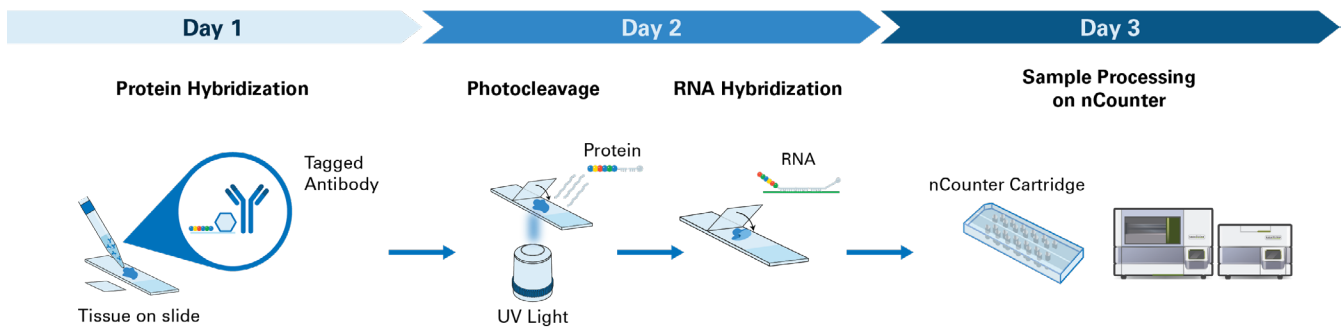 Day 1
Day 2
Day 3
Protein Hybridization
Photocleavage
RNA Hybridization
Sample Processing
on nCounter
Tagged
Antibody
Protein
RNA
nCounter Cartridge
Tissue on slide
UV Light